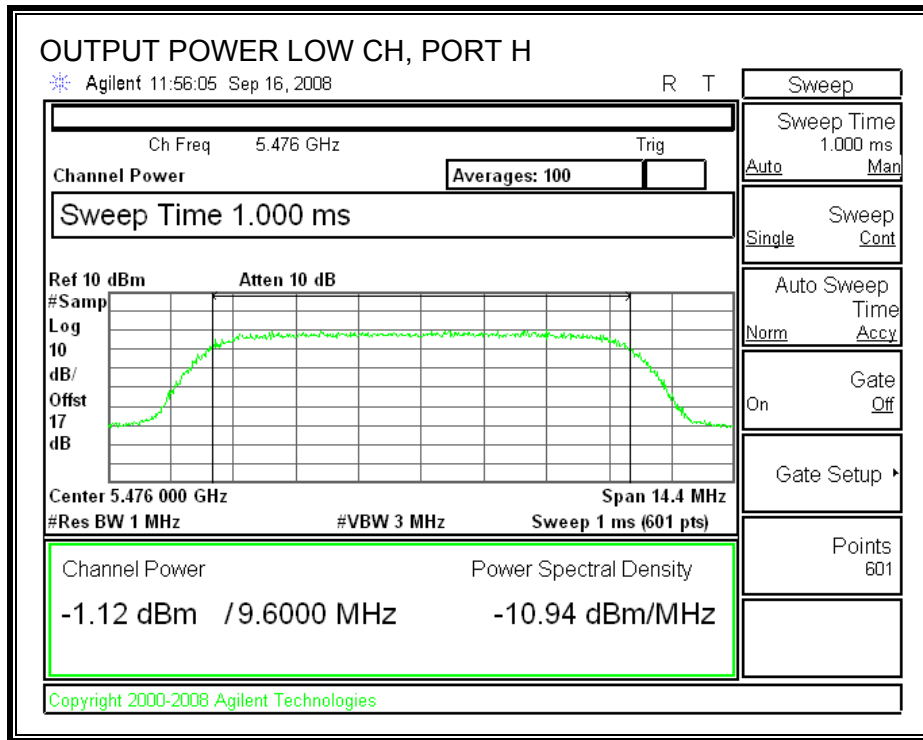 OUTPUT POWER LOW CH, PORT H
Agilent 11:56:05 Sep 16, 2008 R T
Ch Freq 5.476 GHz Trig
Channel Power Averages: 100
Sweep Time 1.000 ms
Ref 10 dBm Atten 10 dB
#Samp
Log
10
dB/
Offst
17
dB
Center 5.476 000 GHz Span 14.4 MHz
#Res BW 1 MHz #VBW 3 MHz Sweep 1 ms (601 pts)
Channel Power Power Spectral Density
-1.12 dBm / 9.6000 MHz -10.94 dBm/MHz
Copyright 2000-2008 Agilent Technologies
Sweep
Sweep Time
1.000 ms
Auto Man
Sweep
Single Cont
Auto Sweep
Time
Norm Accy
Gate
On Off
Gate Setup
Points
601